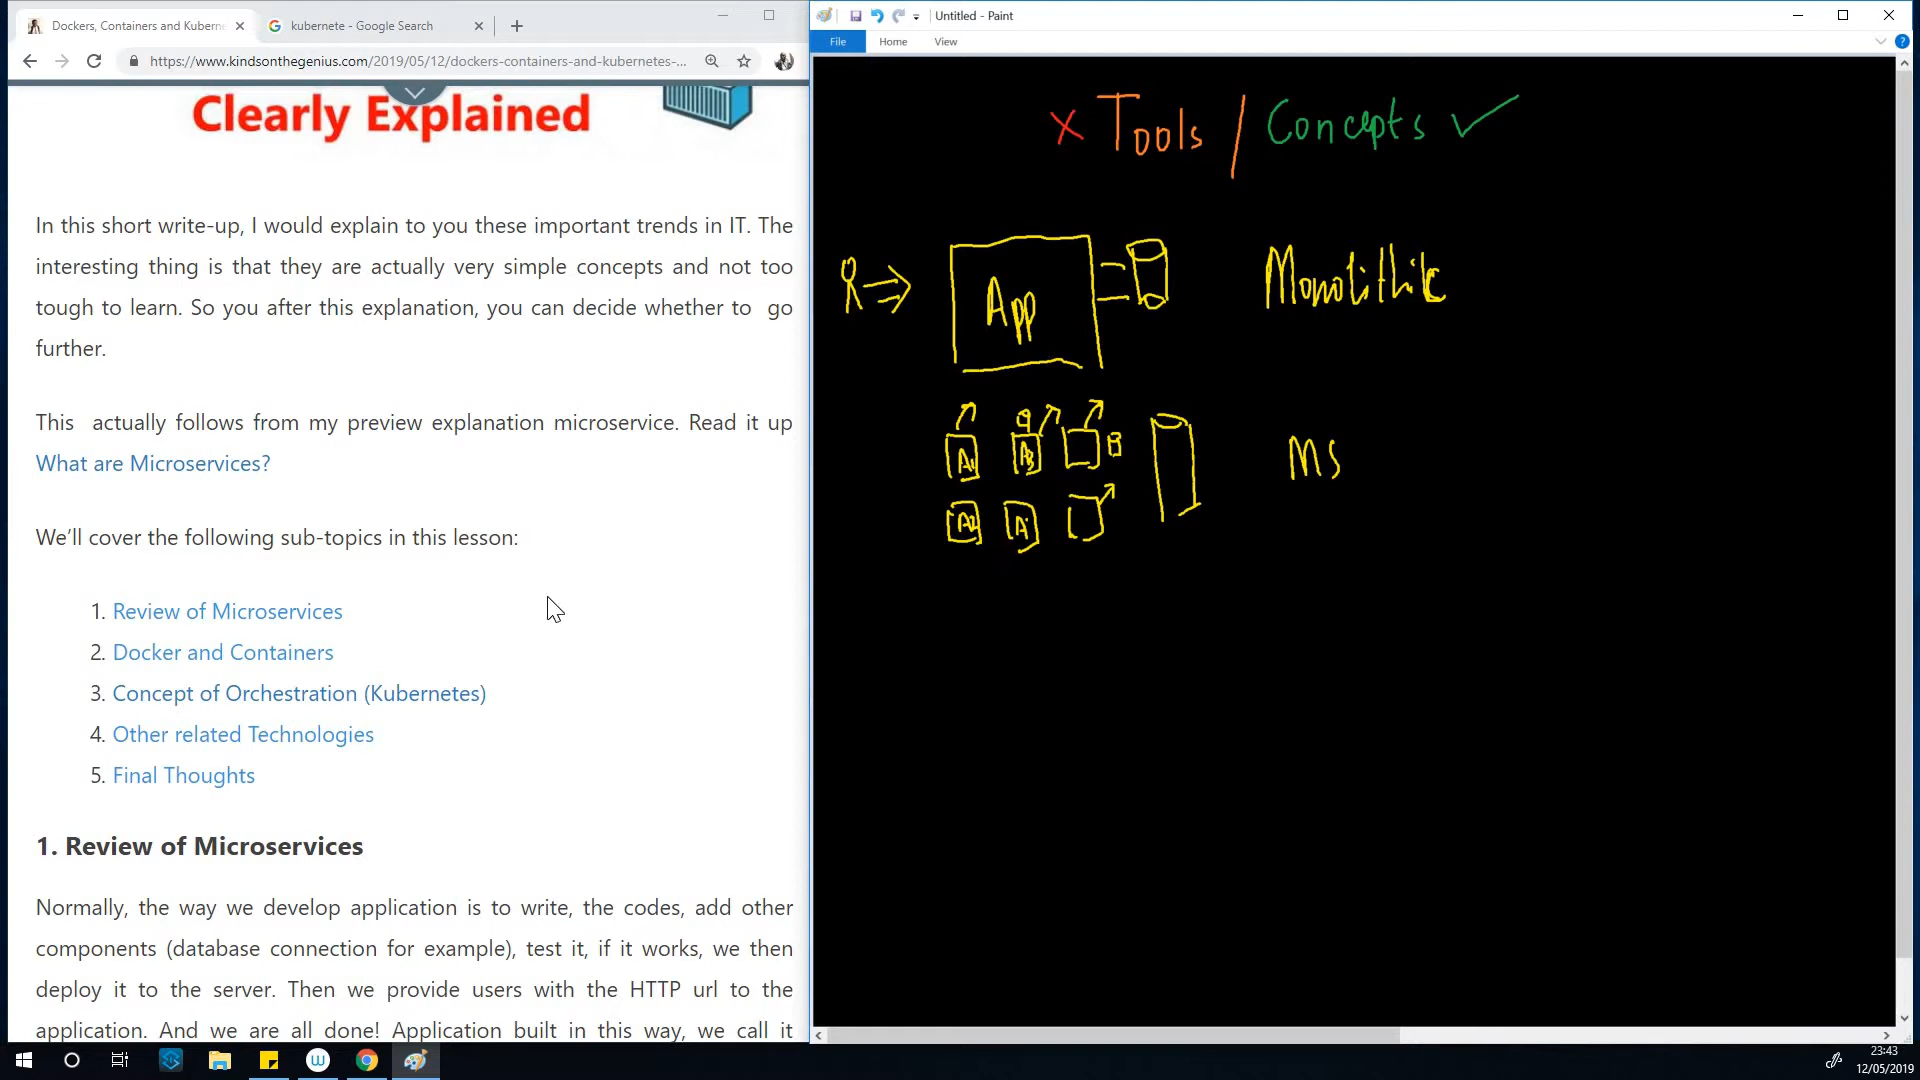 Dockers, Containers and Kuberne
kubernete - Google Search
https://www.kindsonthegenius.com/2019/05/12/dockers-containers-and-kubernetes-...
Clearly Explained
In this short write-up, I would explain to you these important trends in IT. The
interesting thing is that they are actually very simple concepts and not too
tough to learn. So you after this explanation, you can decide whether to go
further.
This actually follows from my preview explanation microservice. Read it up
What are Microservices?
We'll cover the following sub-topics in this lesson:
1. Review of Microservices
2. Docker and Containers
3. Concept of Orchestration (Kubernetes)
4. Other related Technologies
5. Final Thoughts
1. Review of Microservices
Normally, the way we develop application is to write, the codes, add other
components (database connection for example), test it, if it works, we then
deploy it to the server. Then we provide users with the HTTP url to the
application. And we are all done! Application built in this way, we call it
Untitled - Paint
File Home View
x Tools / Concepts ✓
App
Monolithic
A1 A3
MS
A2 A
23:43
12/05/2019